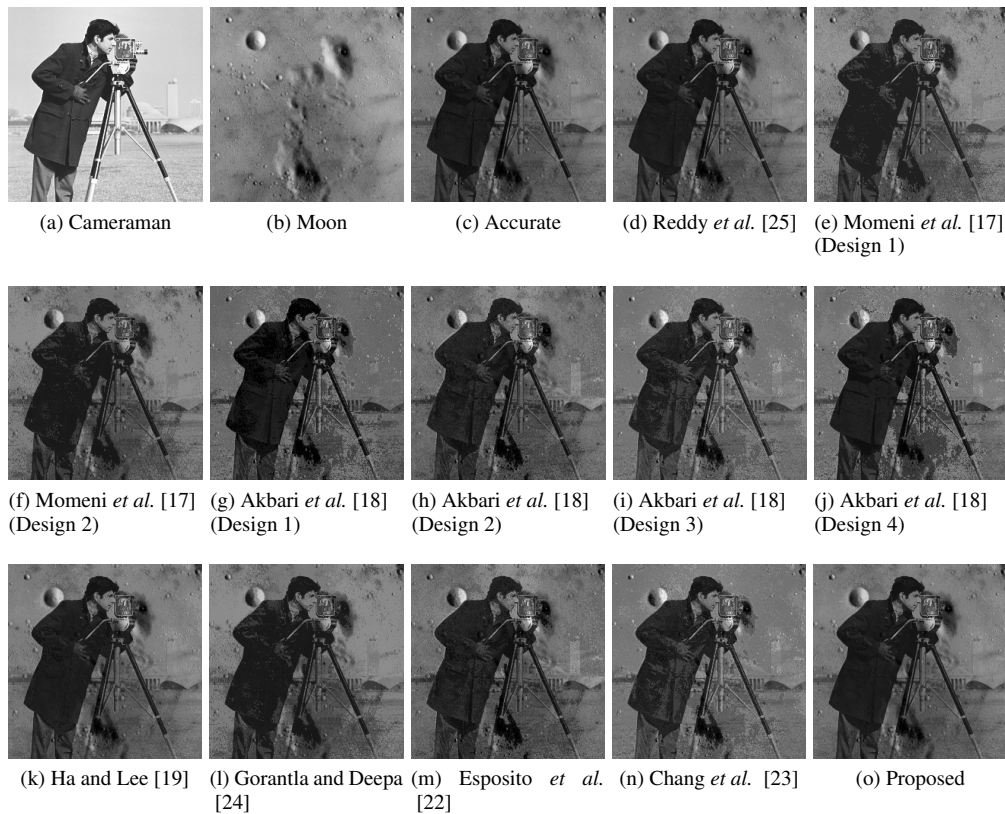 (a) Cameraman
(b) Moon
(c) Accurate
(d) Reddy et al. [25]
(e) Momeni et al. [17]
(Design 1)
(f) Momeni et al. [17]
(Design 2)
(g) Akbari et al. [18]
(Design 1)
(h) Akbari et al. [18]
(Design 2)
(i) Akbari et al. [18]
(Design 3)
(j) Akbari et al. [18]
(Design 4)
(k) Ha and Lee [19]
(l) Gorantla and Deepa
[24]
(m) Esposito et al.
[22]
(n) Chang et al. [23]
(o) Proposed